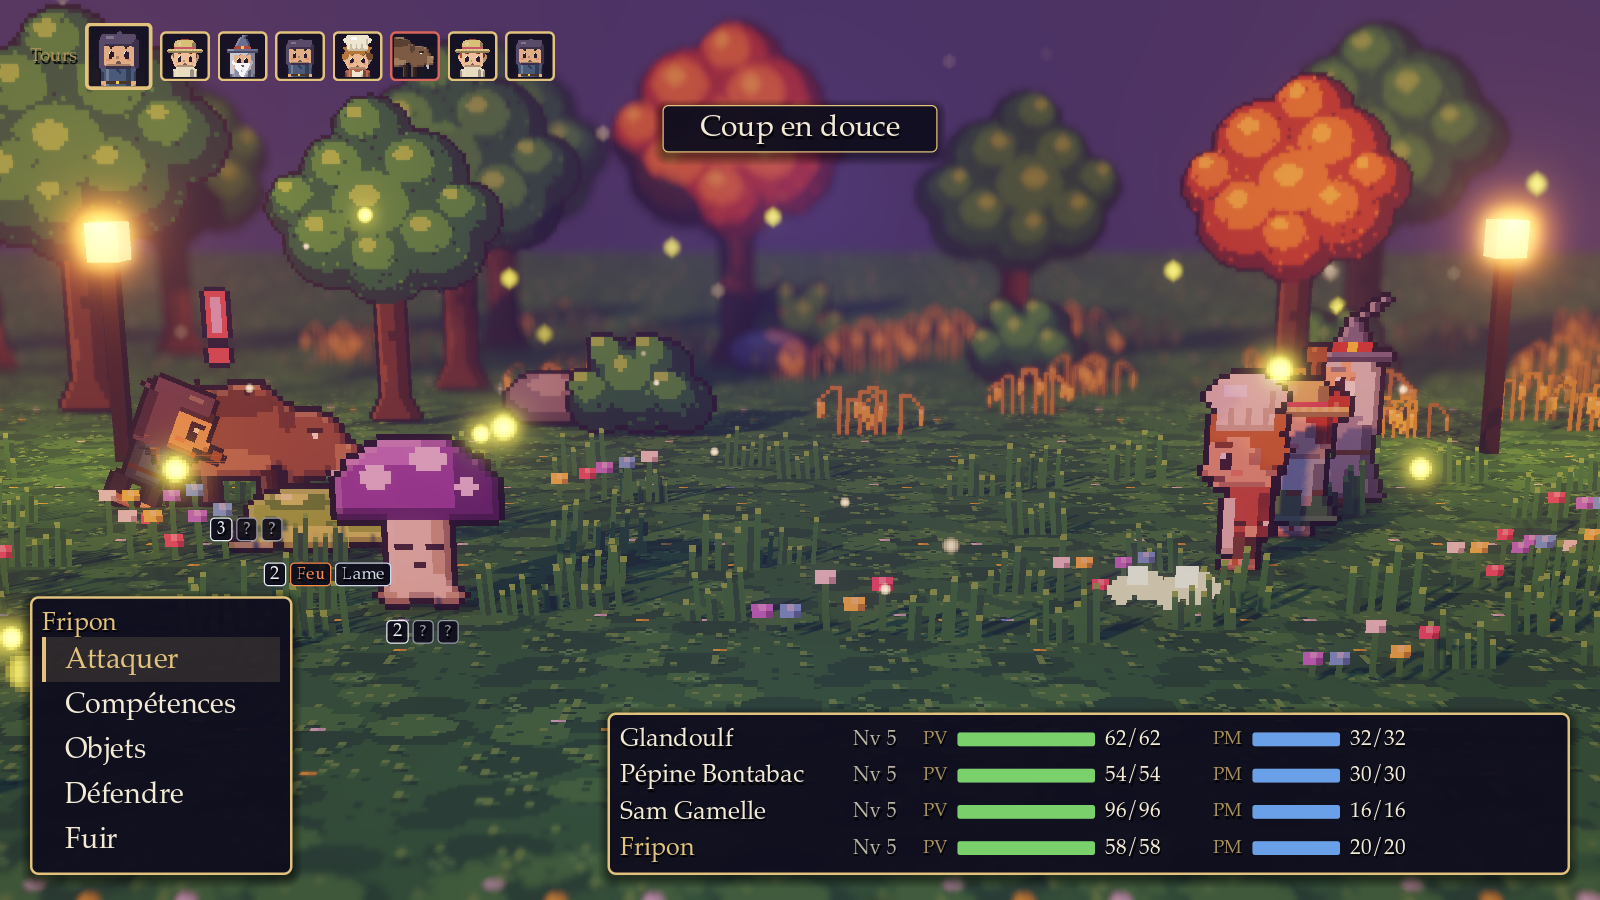 Tours
Coup en douce
3 ? ?
2 Feu Lame
2 ? ?
Fripon
Attaquer
Compétences
Objets
Défendre
Fuir
Glandoulf Nv 5 PV 62/62 PM 32/32
Pépine Bontabac Nv 5 PV 54/54 PM 30/30
Sam Gamelle Nv 5 PV 96/96 PM 16/16
Fripon Nv 5 PV 58/58 PM 20/20